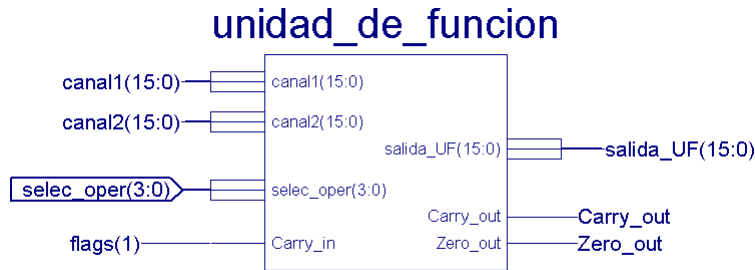 unidad_de_funcion
canal1(15:0) canal1(15:0)
canal2(15:0) canal2(15:0)
salida_UF(15:0) salida_UF(15:0)
selec_oper(3:0) selec_oper(3:0)
Carry_out Carry_out
flags(1) Carry_in Zero_out Zero_out